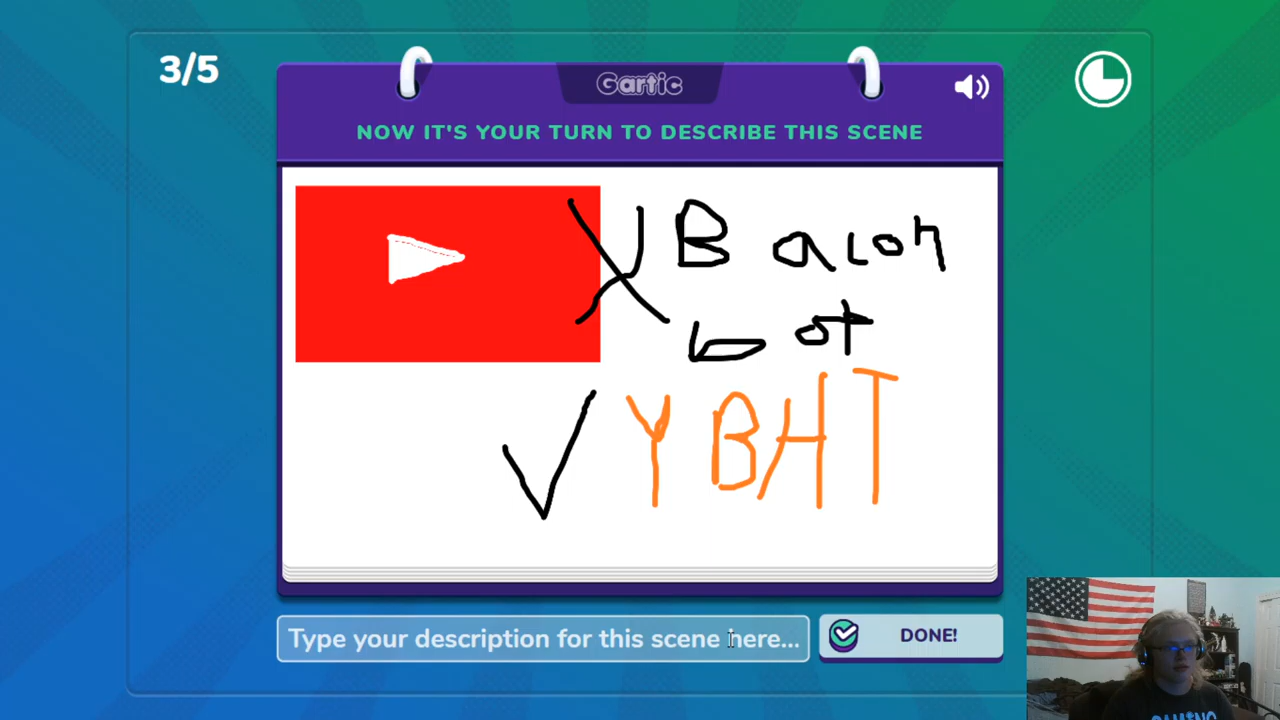 3/5
Gartic
NOW IT'S YOUR TURN TO DESCRIBE THIS SCENE
X B acon
bot
YBHT
Type your description for this scene here...
DONE!
GAMING